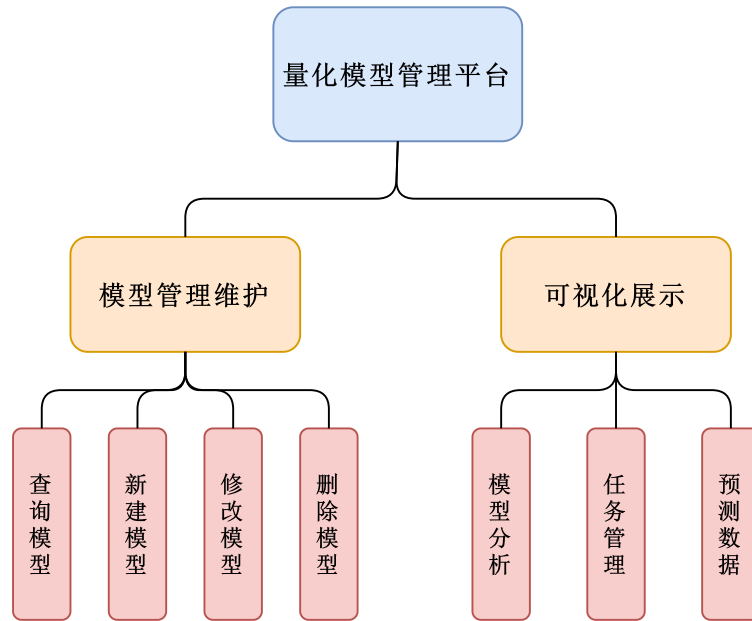 量化模型管理平台
模型管理维护
可视化展示
查询模型
新建模型
修改模型
删除模型
模型分析
任务管理
预测数据